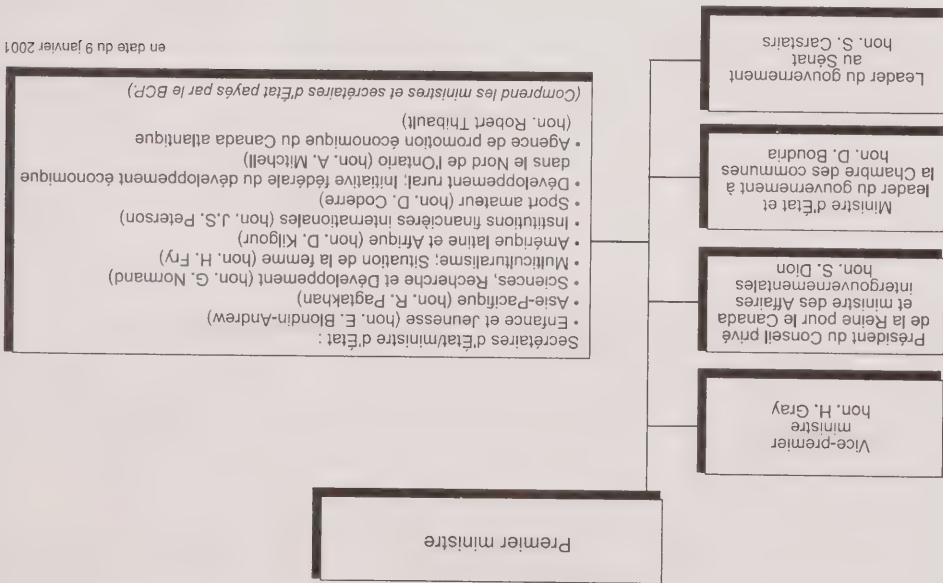 Premier ministre
Vice-premier
ministre
hon. H. Gray
Président du Conseil privé
de la Reine pour le Canada
et ministre des Affaires
intergouvernementales
hon. S. Dion
Ministre d'État et
leader du gouvernement à
la Chambre des communes
hon. D. Boudria
Leader du gouvernement
au Sénat
hon. S. Carstairs
Secrétaires d'État/ministre d'État :
• Enfance et Jeunesse (hon. E. Blondin-Andrew)
• Asie-Pacifique (hon. R. Pagtakhan)
• Sciences, Recherche et Développement (hon. G. Normand)
• Multiculturalisme; Situation de la femme (hon. H. Fry)
• Amérique latine et Afrique (hon. D. Kilgour)
• Institutions financières internationales (hon. J.S. Peterson)
• Sport amateur (hon. D. Coderre)
• Développement rural; Initiative fédérale du développement économique
dans le Nord de l'Ontario (hon. A. Mitchell)
• Agence de promotion économique du Canada atlantique
(hon. Robert Thibault)
(Comprend les ministres et secrétaires d'État payés par le BCP.)
en date du 9 janvier 2001